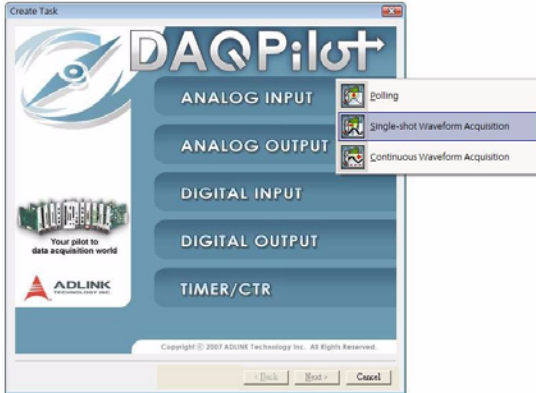 Create Task
DAQPilot
ANALOG INPUT
Polling
Single-shot Waveform Acquisition
Continuous Waveform Acquisition
ANALOG OUTPUT
DIGITAL INPUT
DIGITAL OUTPUT
TIMER/CTR
Your pilot to
data acquisition world
ADLINK
TECHNOLOGY INC.
Copyright © 2007 ADLINK Technology Inc. All Rights Reserved.
< Back
Next >
Cancel